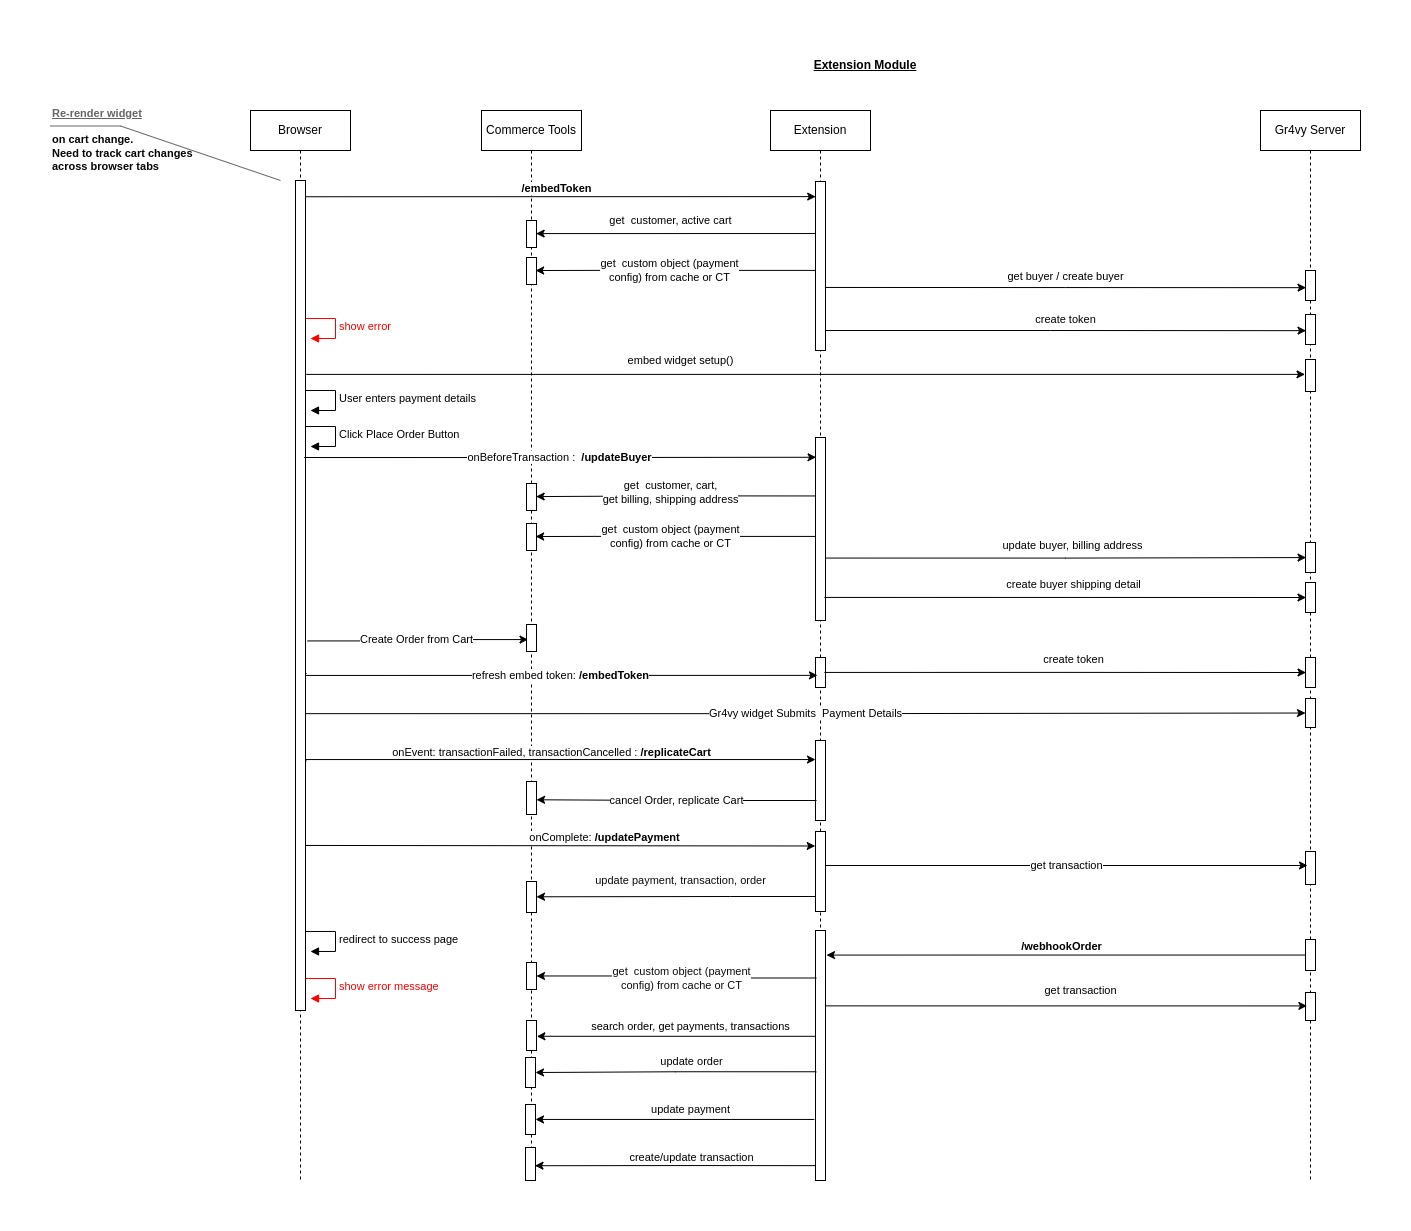 Extension Module
Re-render widget
on cart change.
Need to track cart changes
across browser tabs
Browser
Commerce Tools
Extension
Gr4vy Server
/embedToken
get  customer, active cart
get  custom object (payment
config) from cache or CT
get buyer / create buyer
create token
show error
embed widget setup()
User enters payment details
Click Place Order Button
onBeforeTransaction :  /updateBuyer
get  customer, cart,
get billing, shipping address
get  custom object (payment
config) from cache or CT
update buyer, billing address
create buyer shipping detail
Create Order from Cart
create token
refresh embed token: /embedToken
Gr4vy widget Submits  Payment Details
onEvent: transactionFailed, transactionCancelled : /replicateCart
cancel Order, replicate Cart
onComplete: /updatePayment
get transaction
update payment, transaction, order
redirect to success page
/webhookOrder
get  custom object (payment
config) from cache or CT
show error message
get transaction
search order, get payments, transactions
update order
update payment
create/update transaction